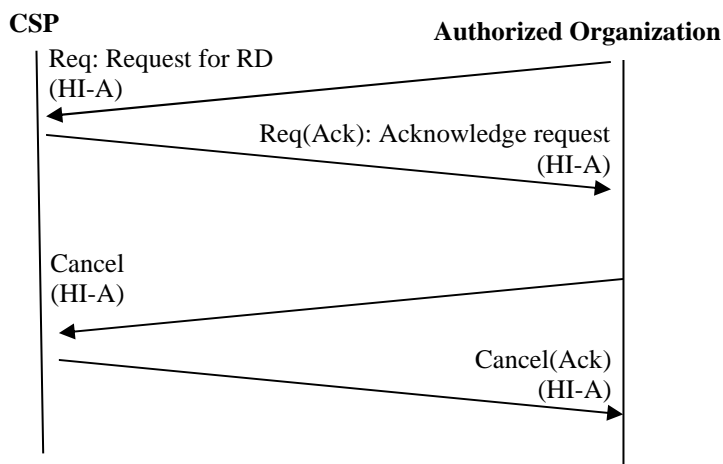 CSP
Authorized Organization
Req: Request for RD
(HI-A)
Req(Ack): Acknowledge request
(HI-A)
Cancel
(HI-A)
Cancel(Ack)
(HI-A)